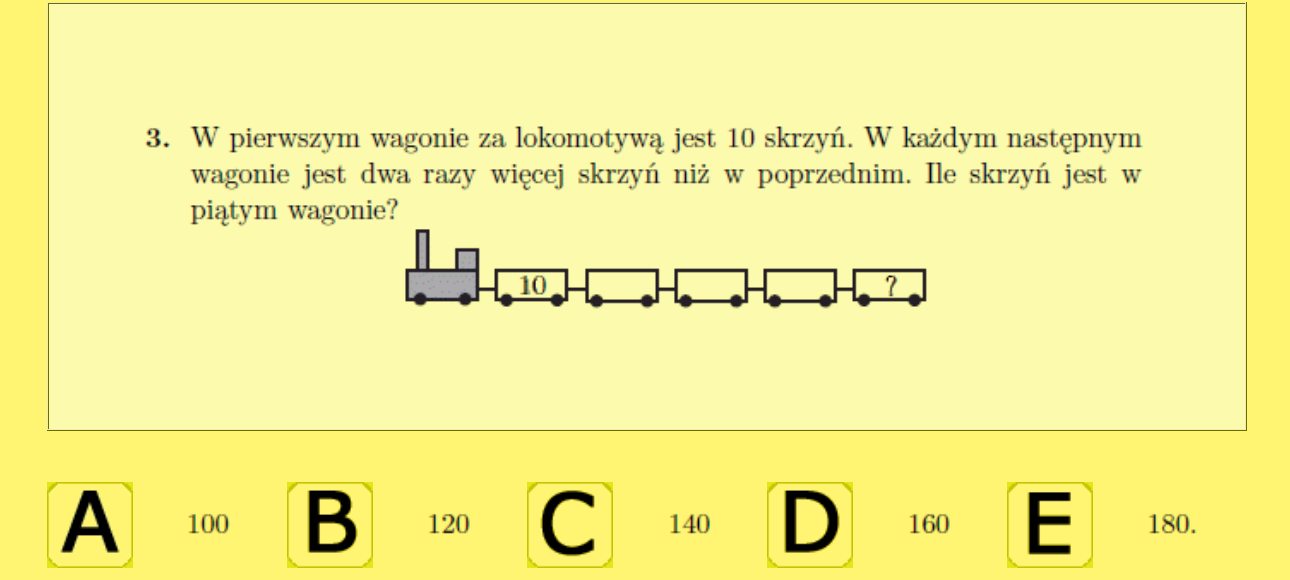 3. W pierwszym wagonie za lokomotywą jest 10 skrzyń. W każdym następnym
wagonie jest dwa razy więcej skrzyń niż w poprzednim. Ile skrzyń jest w
piątym wagonie?
10 ?
A 100 B 120 C 140 D 160 E 180.